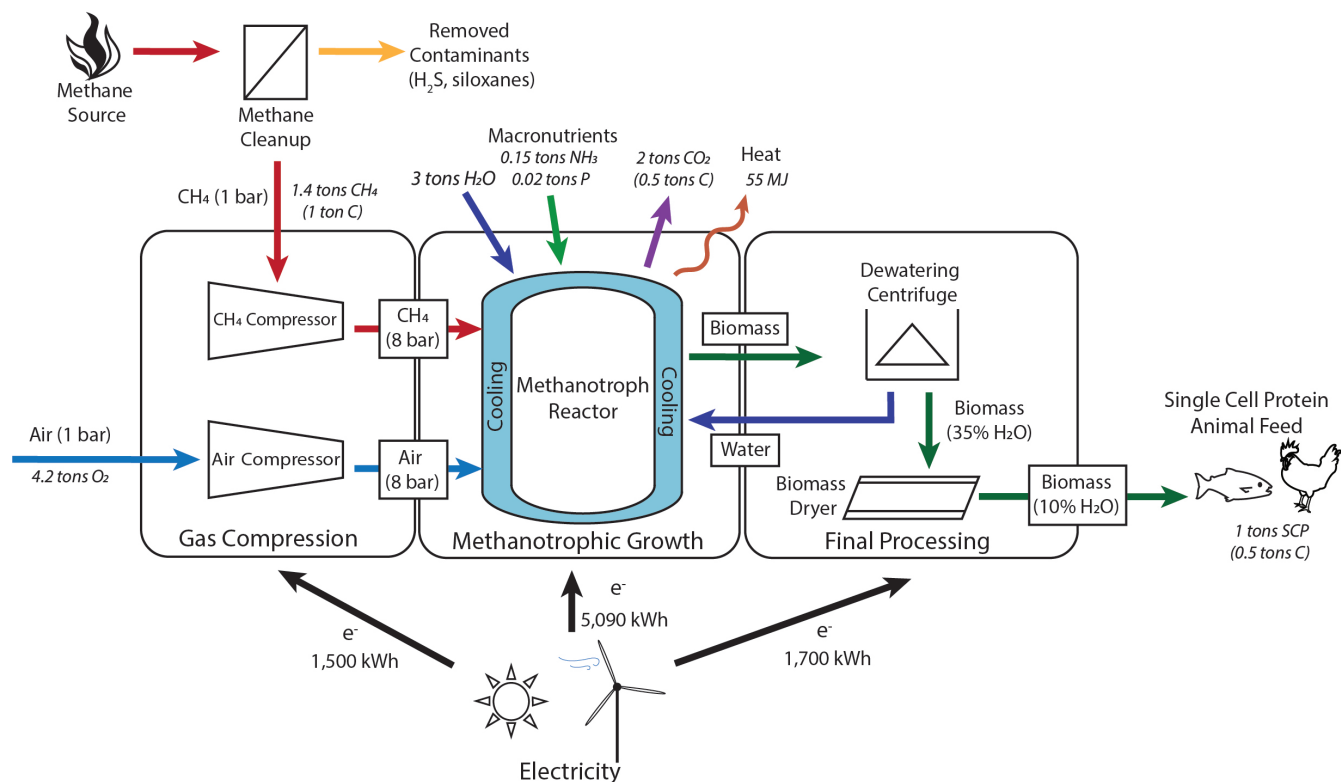 Methane
Source
Methane
Cleanup
Removed
Contaminants
(H₂S, siloxanes)
CH₄ (1 bar)
1.4 tons CH₄
(1 ton C)
3 tons H₂O
Macronutrients
0.15 tons NH₃
0.02 tons P
2 tons CO₂
(0.5 tons C)
Heat
55 MJ
CH₄ Compressor
CH₄
(8 bar)
Air (1 bar)
4.2 tons O₂
Air Compressor
Air
(8 bar)
Gas Compression
Cooling
Methanotroph
Reactor
Cooling
Methanotrophic Growth
Biomass
Water
Dewatering
Centrifuge
Biomass
(35% H₂O)
Biomass
Dryer
Final Processing
Biomass
(10% H₂O)
Single Cell Protein
Animal Feed
1 tons SCP
(0.5 tons C)
e⁻
1,500 kWh
e⁻
5,090 kWh
e⁻
1,700 kWh
Electricity